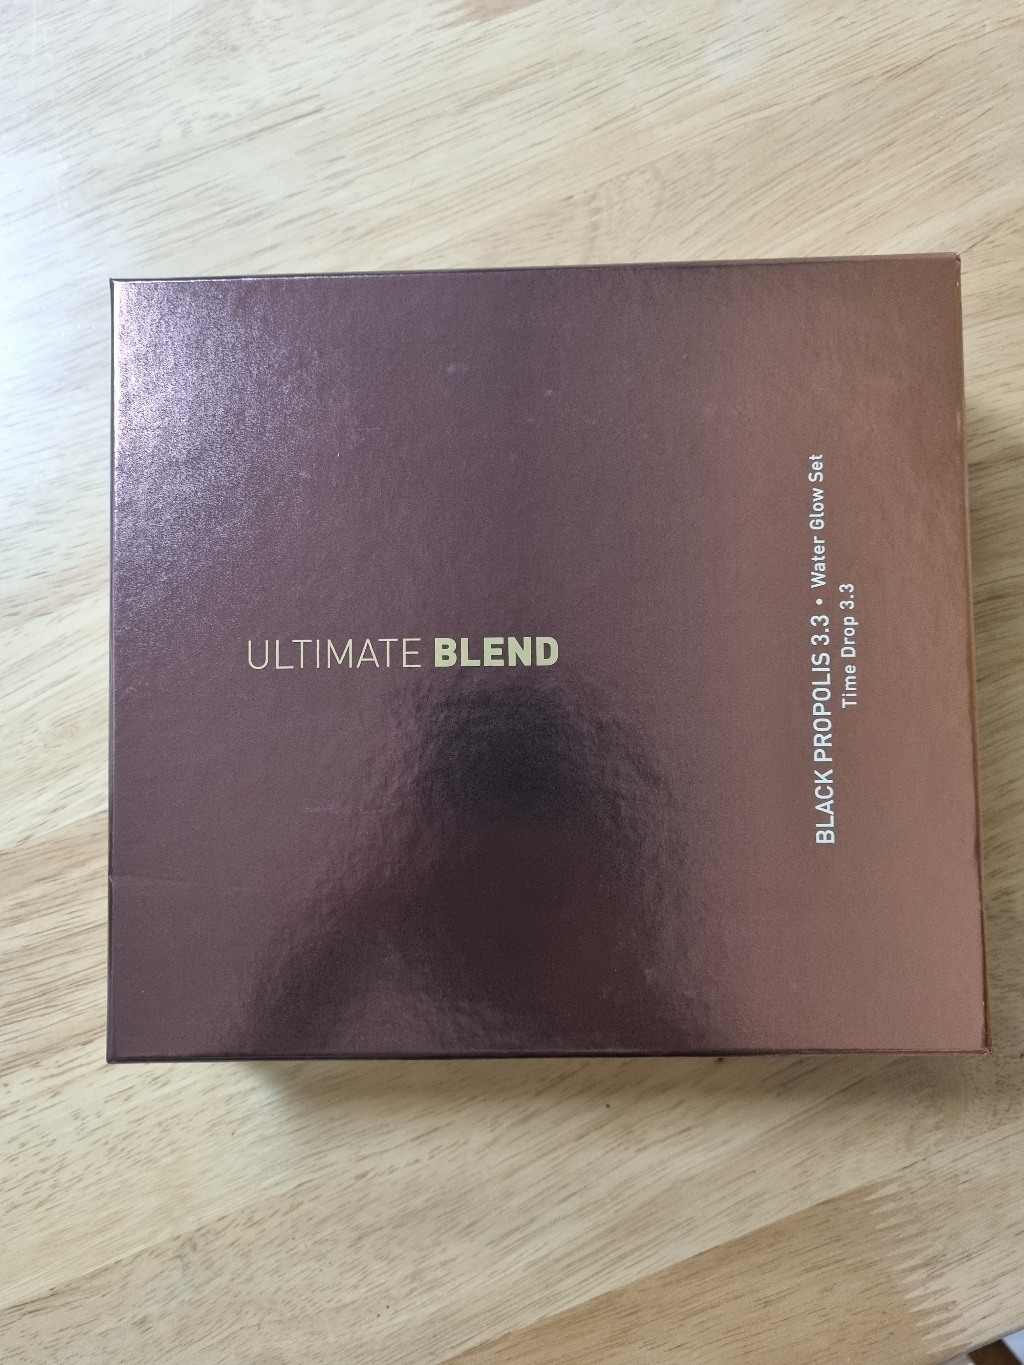 ULTIMATE BLEND
BLACK PROPOLIS 3.3 • Water Glow Set
Time Drop 3.3